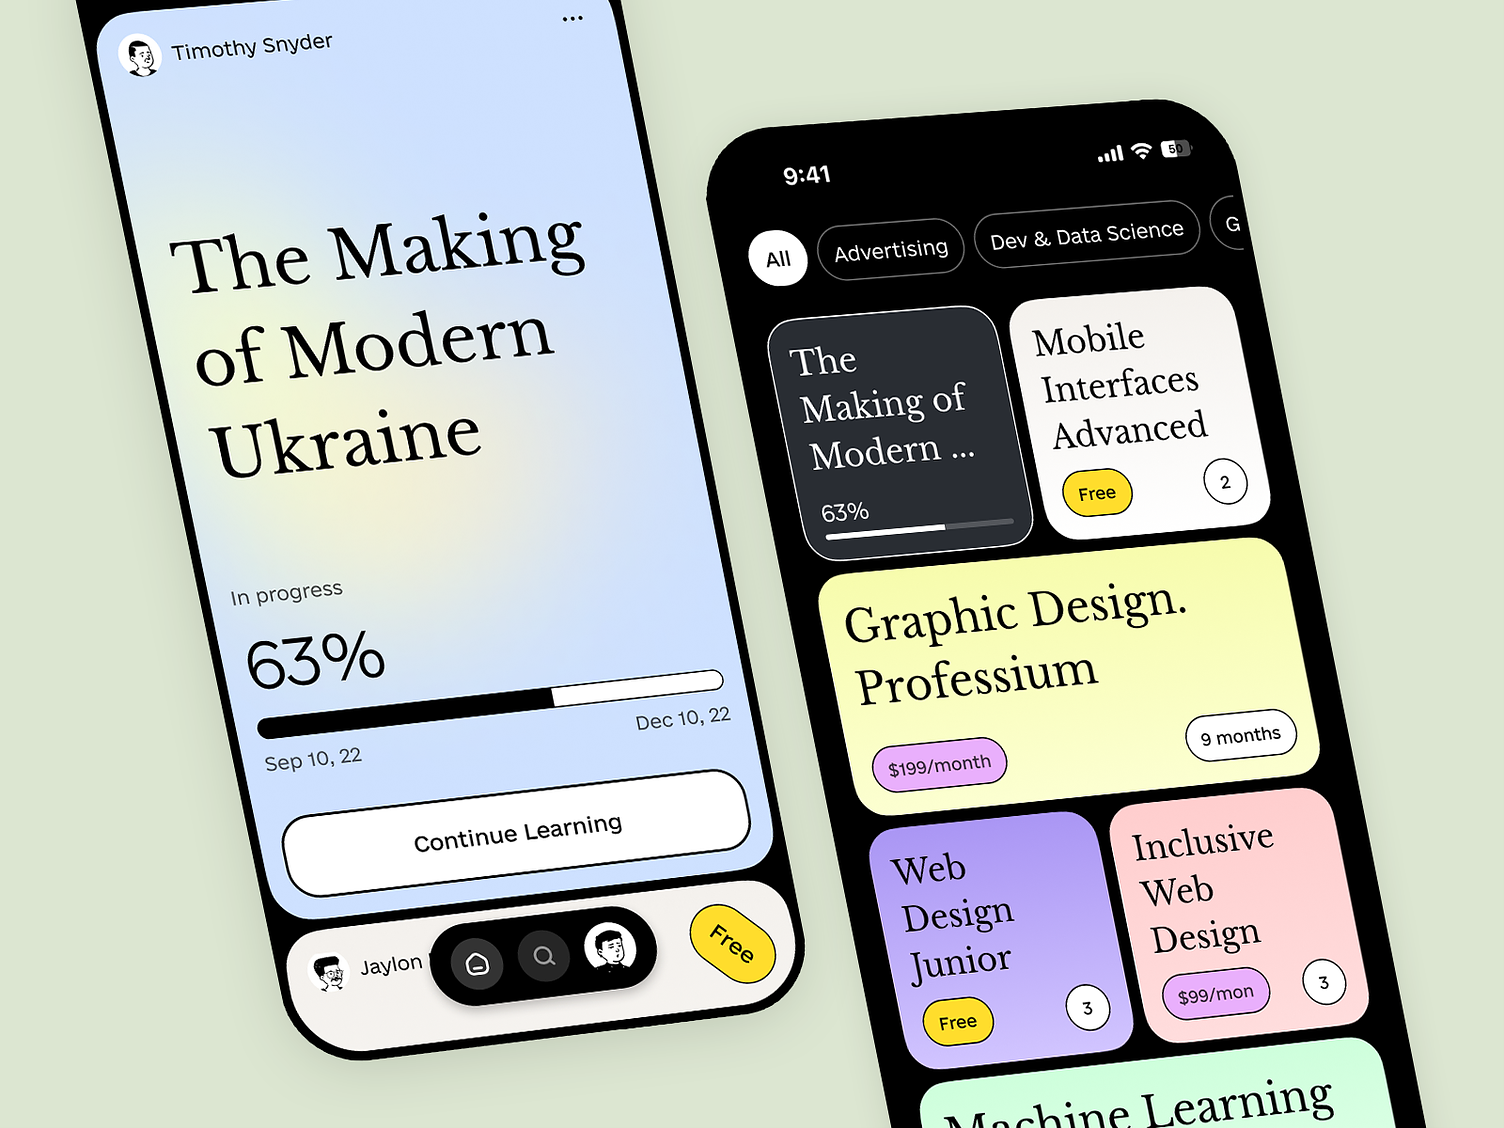 Timothy Snyder
...
The Making
of Modern
Ukraine
In progress
63%
Sep 10, 22
Dec 10, 22
Continue Learning
Jaylon
Free
9:41
50
All
Advertising
Dev & Data Science
G
The
Making of
Modern ...
63%
Mobile
Interfaces
Advanced
Free
2
Graphic Design.
Professium
$199/month
9 months
Web
Design
Junior
Free
3
Inclusive
Web
Design
$99/mon
3
Machine Learning